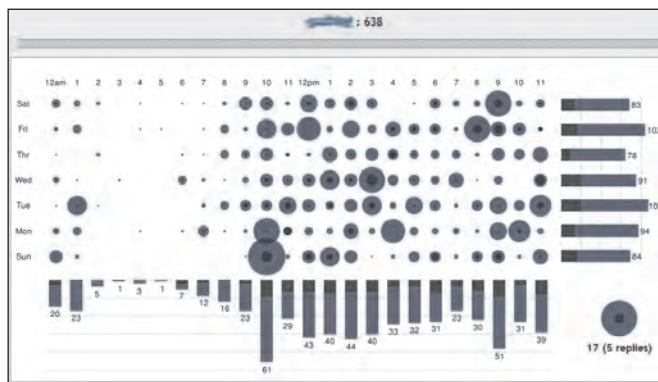 : 638
12am 1 2 3 4 5 6 7 8 9 10 11 12pm 1 2 3 4 5 6 7 8 9 10 11
Sat 83
Fri 102
Thr 78
Wed 91
Tue
Mon 94
Sun 84
20 23 5 1 3 1 7 12 16 23 61 29 43 40 44 40 33 32 31 23 30 51 31 39
17 (5 replies)